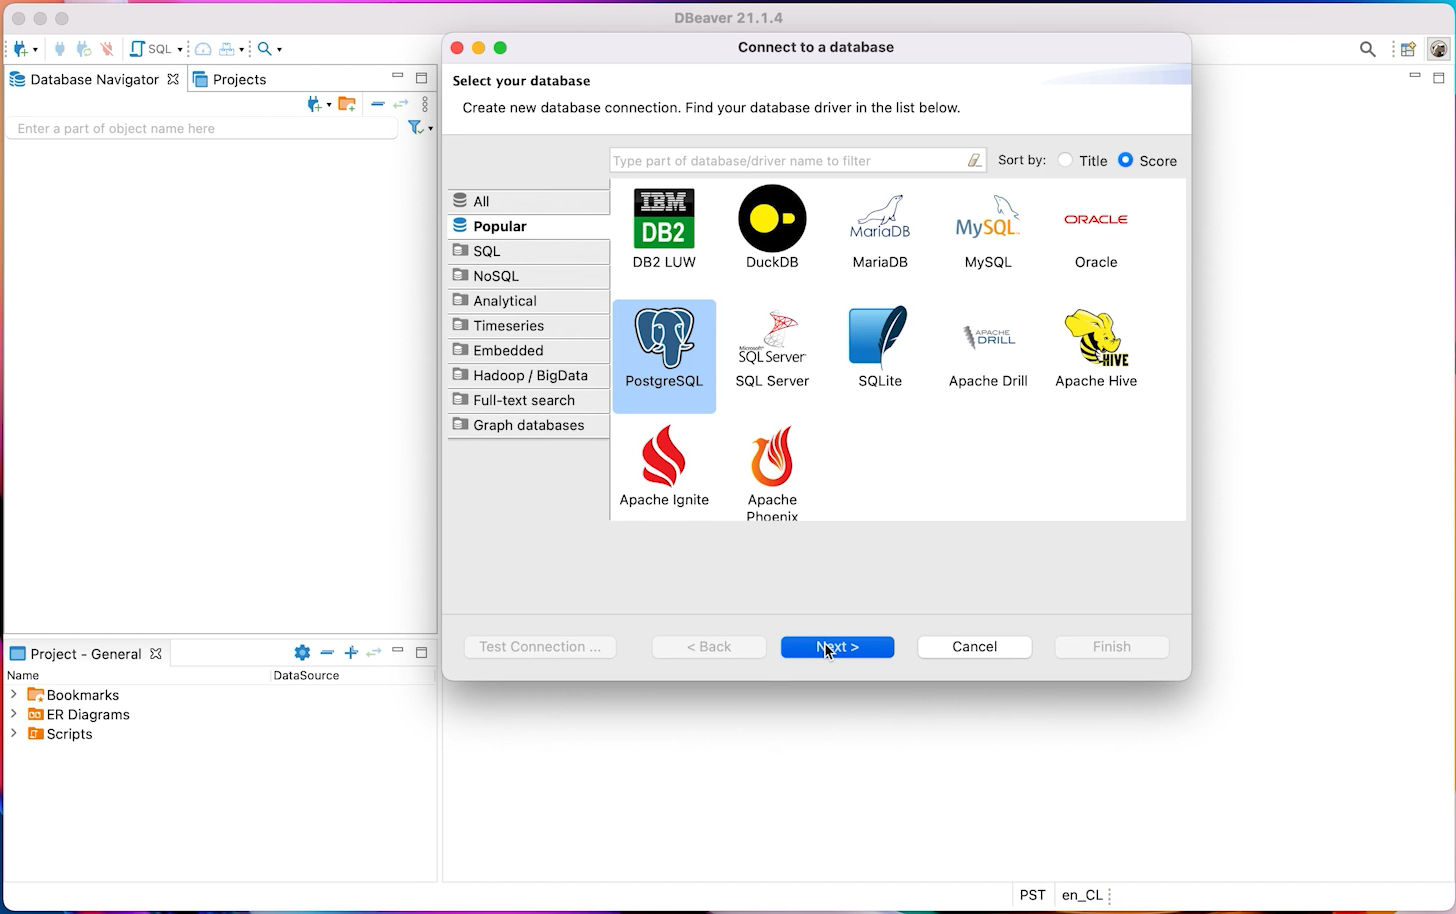 DBeaver 21.1.4
SQL
Database Navigator
Projects
Enter a part of object name here
Connect to a database
Select your database
Create new database connection. Find your database driver in the list below.
Type part of database/driver name to filter
Sort by:
Title
Score
All
Popular
SQL
NoSQL
Analytical
Timeseries
Embedded
Hadoop / BigData
Full-text search
Graph databases
IBM
DB2
DB2 LUW
DuckDB
MariaDB
MariaDB
MySQL
MySQL
ORACLE
Oracle
PostgreSQL
Microsoft
SQL Server
SQL Server
SQLite
APACHE
DRILL
Apache Drill
HIVE
Apache Hive
Apache Ignite
Apache
Phoenix
Test Connection ...
< Back
Next >
Cancel
Finish
Project - General
Name
DataSource
Bookmarks
ER Diagrams
Scripts
PST
en_CL